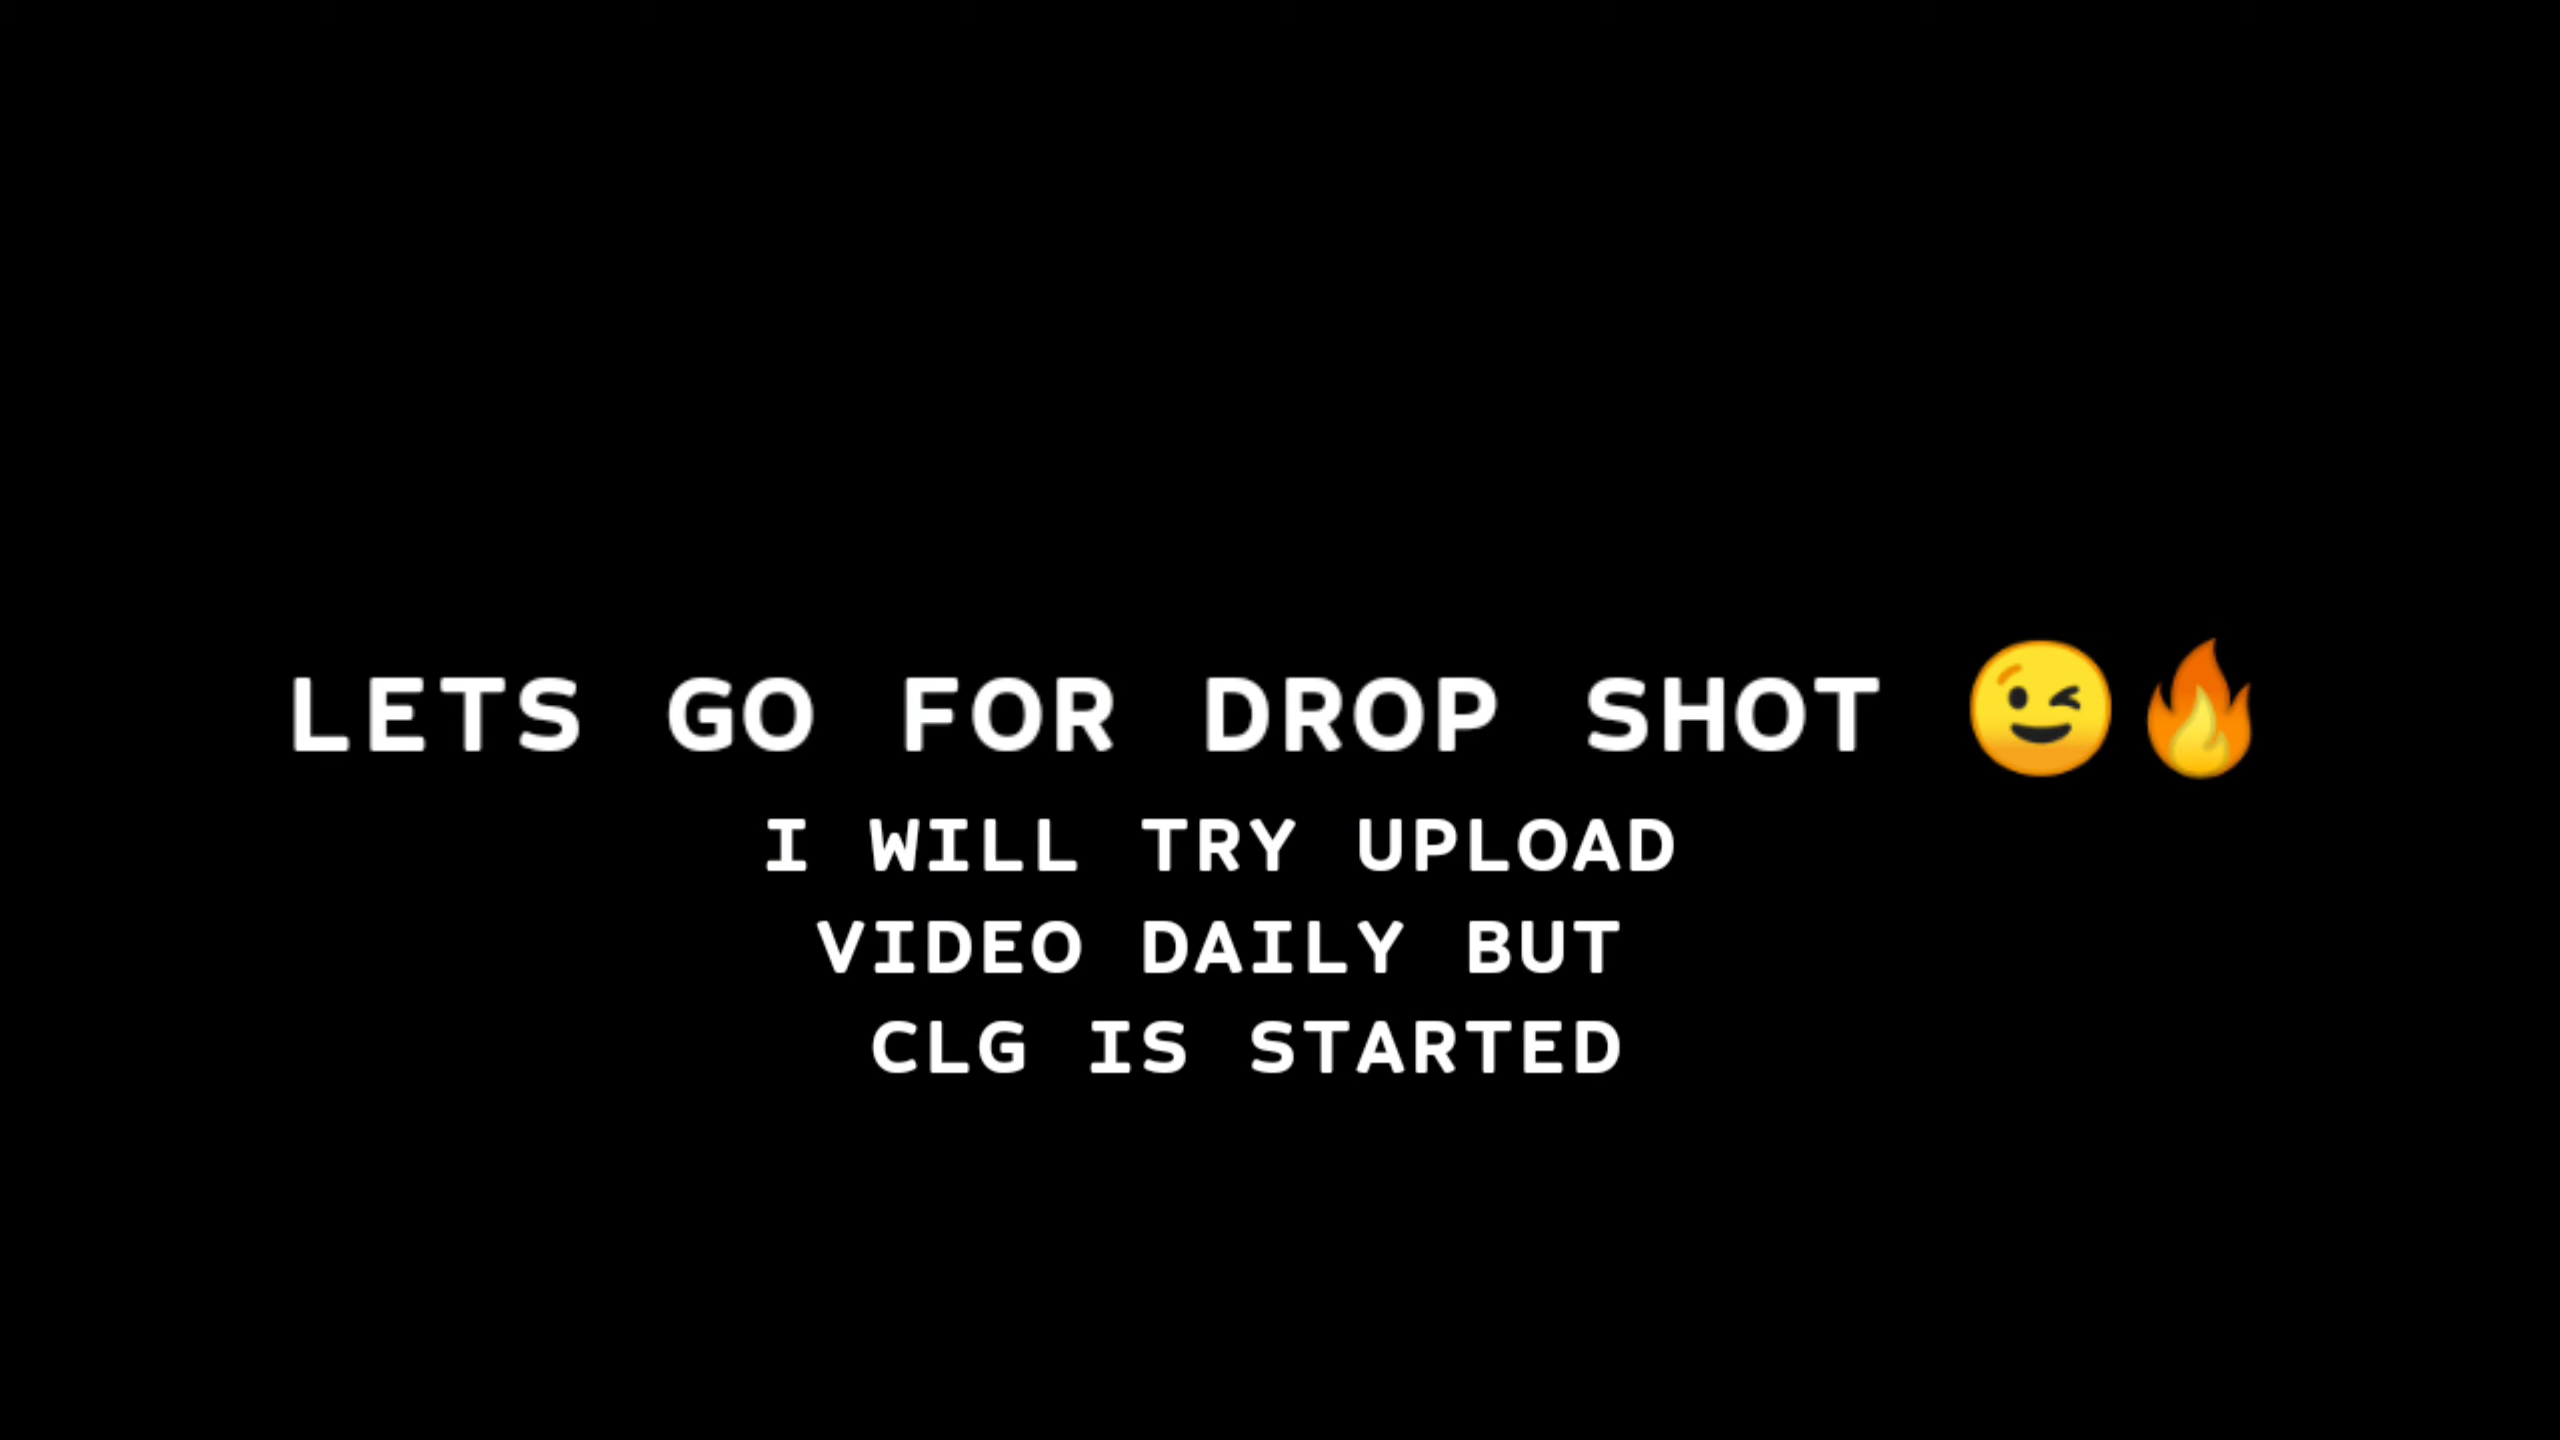 LETS GO FOR DROP SHOT 😉🔥
I WILL TRY UPLOAD
VIDEO DAILY BUT
CLG IS STARTED